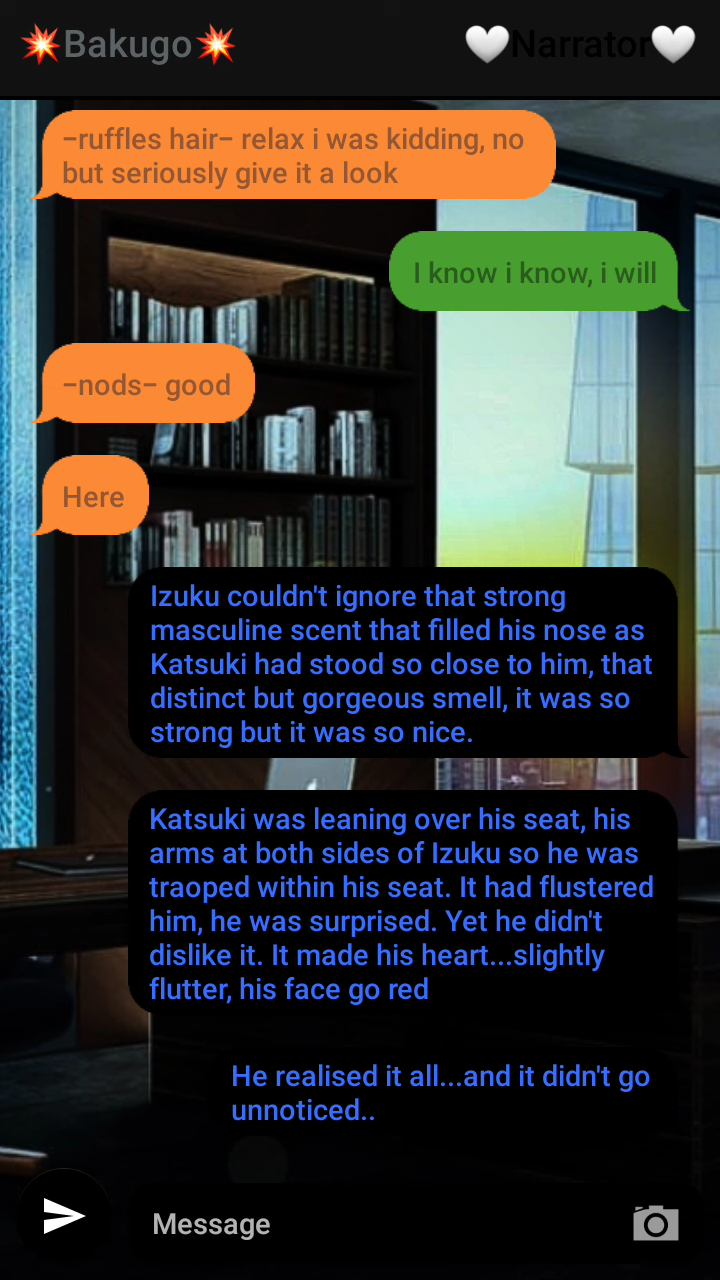 💥Bakugo💥
🤍Narrator🤍
–ruffles hair– relax i was kidding, no
but seriously give it a look
I know i know, i will
–nods– good
Here
Izuku couldn't ignore that strong
masculine scent that filled his nose as
Katsuki had stood so close to him, that
distinct but gorgeous smell, it was so
strong but it was so nice.
Katsuki was leaning over his seat, his
arms at both sides of Izuku so he was
traoped within his seat. It had flustered
him, he was surprised. Yet he didn't
dislike it. It made his heart...slightly
flutter, his face go red
He realised it all...and it didn't go
unnoticed..
Message